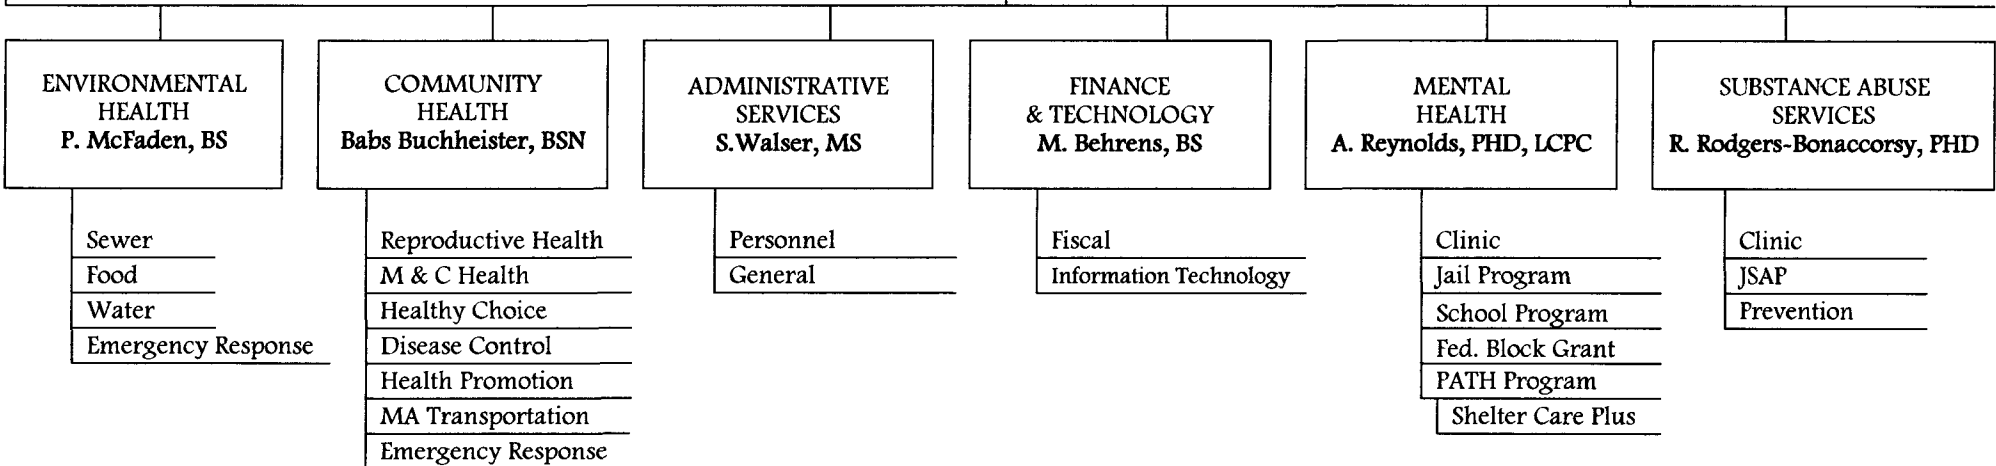 ENVIRONMENTAL
HEALTH
P. McFaden, BS
Sewer
Food
Water
Emergency Response
COMMUNITY
HEALTH
Babs Buchheister, BSN
Reproductive Health
M & C Health
Healthy Choice
Disease Control
Health Promotion
MA Transportation
Emergency Response
ADMINISTRATIVE
SERVICES
S.Walser, MS
Personnel
General
FINANCE
& TECHNOLOGY
M. Behrens, BS
Fiscal
Information Technology
MENTAL
HEALTH
A. Reynolds, PHD, LCPC
Clinic
Jail Program
School Program
Fed. Block Grant
PATH Program
Shelter Care Plus
SUBSTANCE ABUSE
SERVICES
R. Rodgers-Bonaccorsy, PHD
Clinic
JSAP
Prevention